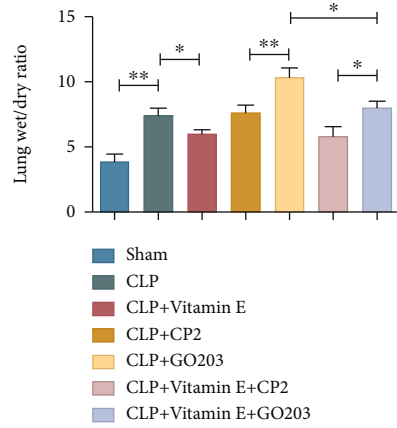 Lung wet/dry ratio
15
10
5
0
**
*
**
*
*
Sham
CLP
CLP+Vitamin E
CLP+CP2
CLP+GO203
CLP+Vitamin E+CP2
CLP+Vitamin E+GO203